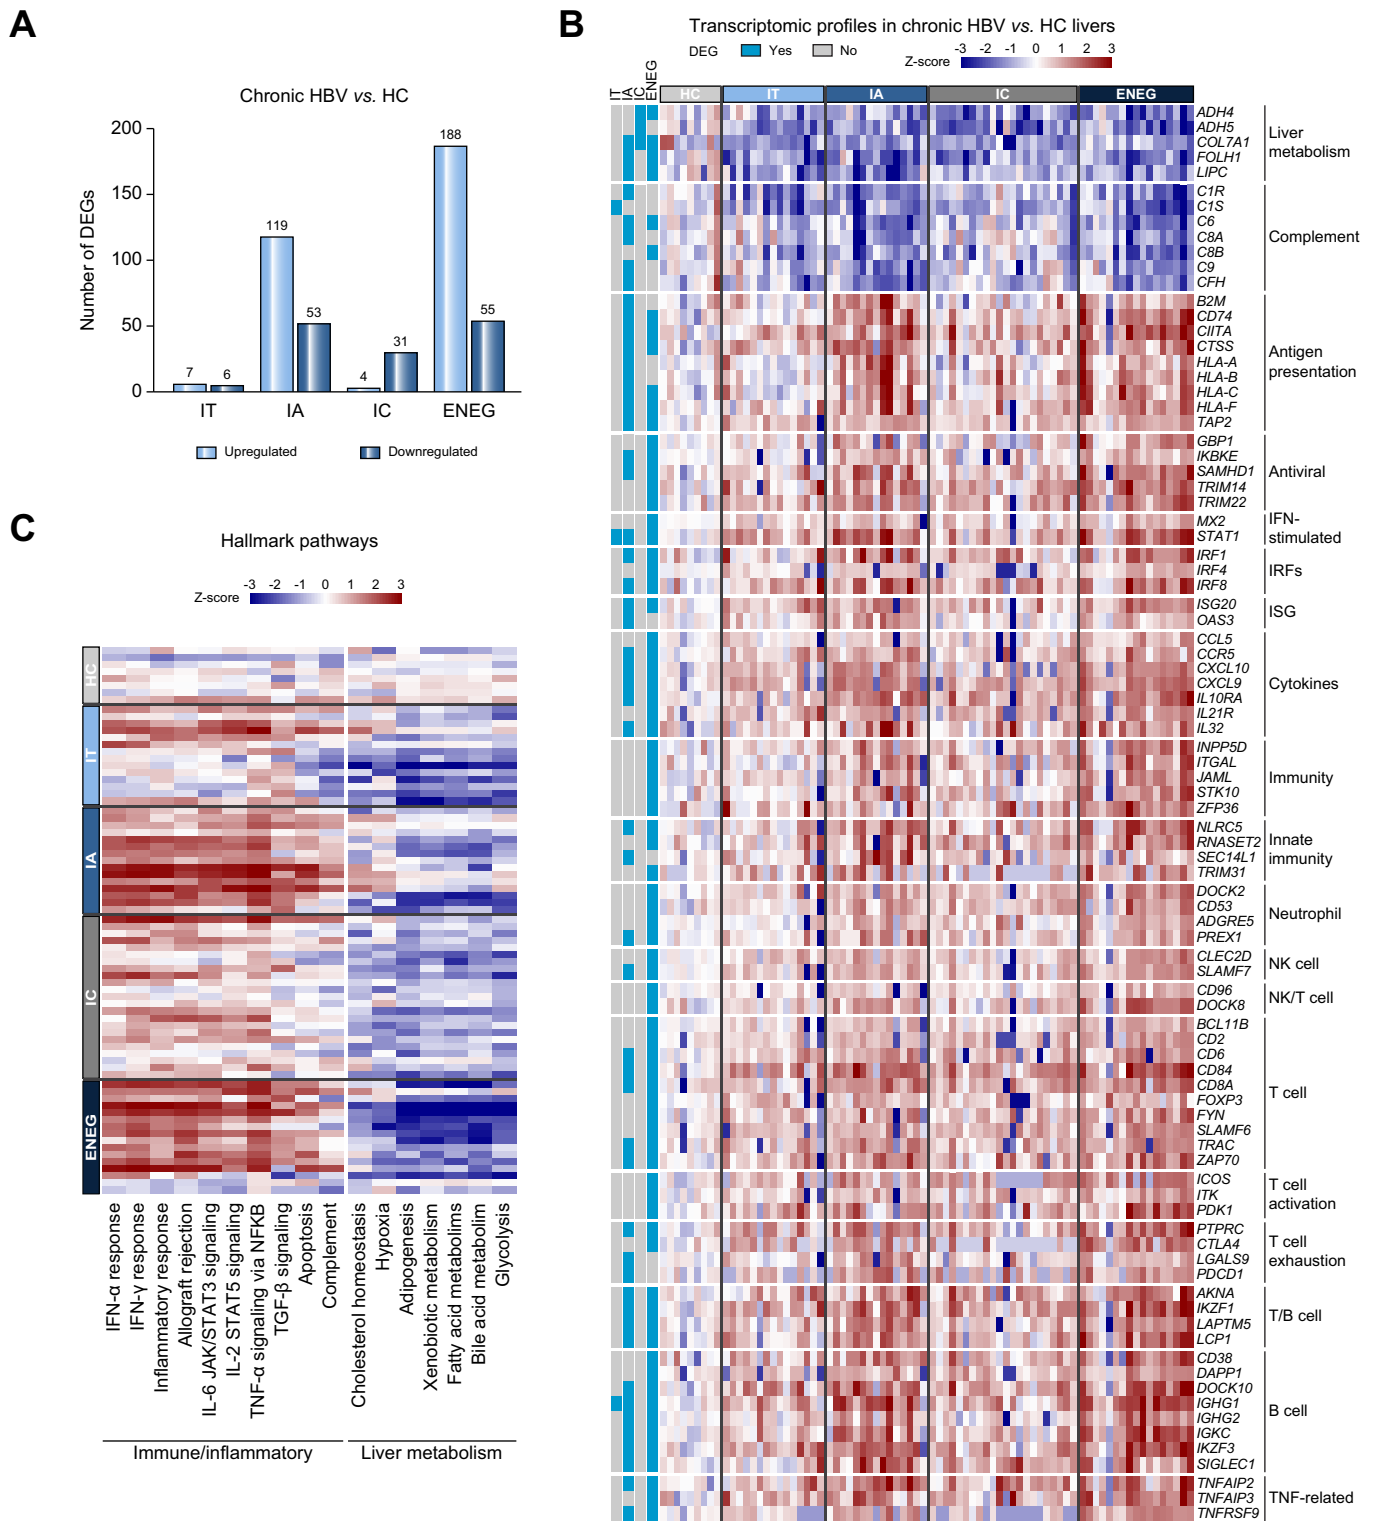 A
Chronic HBV vs. HC
Number of DEGs
200
150
100
50
0
7
6
119
53
4
31
188
55
IT
IA
IC
ENEG
Upregulated
Downregulated
B
Transcriptomic profiles in chronic HBV vs. HC livers
DEG
Yes
No
Z-score
-3 -2 -1 0 1 2 3
IT
IA
IC
ENEG
HC
IT
IA
IC
ENEG
ADH4
ADH5
COL7A1
FOLH1
LIPC
Liver
metabolism
C1R
C1S
C6
C8A
C8B
C9
CFH
Complement
B2M
CD74
CIITA
CTSS
HLA-A
HLA-B
HLA-C
HLA-F
TAP2
Antigen
presentation
GBP1
IKBKE
SAMHD1
TRIM14
TRIM22
Antiviral
MX2
STAT1
IFN-
stimulated
IRF1
IRF4
IRF8
IRFs
ISG20
OAS3
ISG
CCL5
CCR5
CXCL10
CXCL9
IL10RA
IL21R
IL32
Cytokines
INPP5D
ITGAL
JAML
STK10
ZFP36
Immunity
NLRC5
RNASET2
SEC14L1
TRIM31
Innate
immunity
DOCK2
CD53
ADGRE5
PREX1
Neutrophil
CLEC2D
SLAMF7
NK cell
CD96
DOCK8
NK/T cell
BCL11B
CD2
CD6
CD84
CD8A
FOXP3
FYN
SLAMF6
TRAC
ZAP70
T cell
ICOS
ITK
PDK1
T cell
activation
PTPRC
CTLA4
LGALS9
PDCD1
T cell
exhaustion
AKNA
IKZF1
LAPTM5
LCP1
T/B cell
CD38
DAPP1
DOCK10
IGHG1
IGHG2
IGKC
IKZF3
SIGLEC1
B cell
TNFAIP2
TNFAIP3
TNFRSF9
TNF-related
C
Hallmark pathways
Z-score
-3 -2 -1 0 1 2 3
HC
IT
IA
IC
ENEG
IFN-α response
IFN-γ response
Inflammatory response
Allograft rejection
IL-6 JAK/STAT3 signaling
IL-2 STAT5 signaling
TNF-α signaling via NFKB
TGF-β signaling
Apoptosis
Complement
Cholesterol homeostasis
Hypoxia
Adipogenesis
Xenobiotic metabolism
Fatty acid metabolims
Bile acid metabolim
Glycolysis
Immune/inflammatory
Liver metabolism